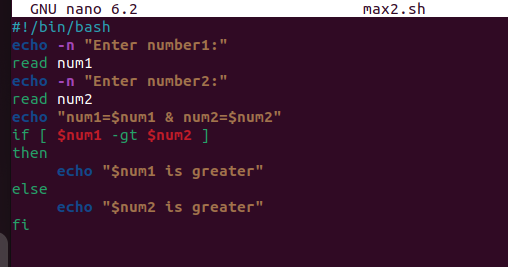 GNU nano 6.2 max2.sh
#!/bin/bash
echo -n "Enter number1:"
read num1
echo -n "Enter number2:"
read num2
echo "num1=$num1 & num2=$num2"
if [ $num1 -gt $num2 ]
then
     echo "$num1 is greater"
else
     echo "$num2 is greater"
fi